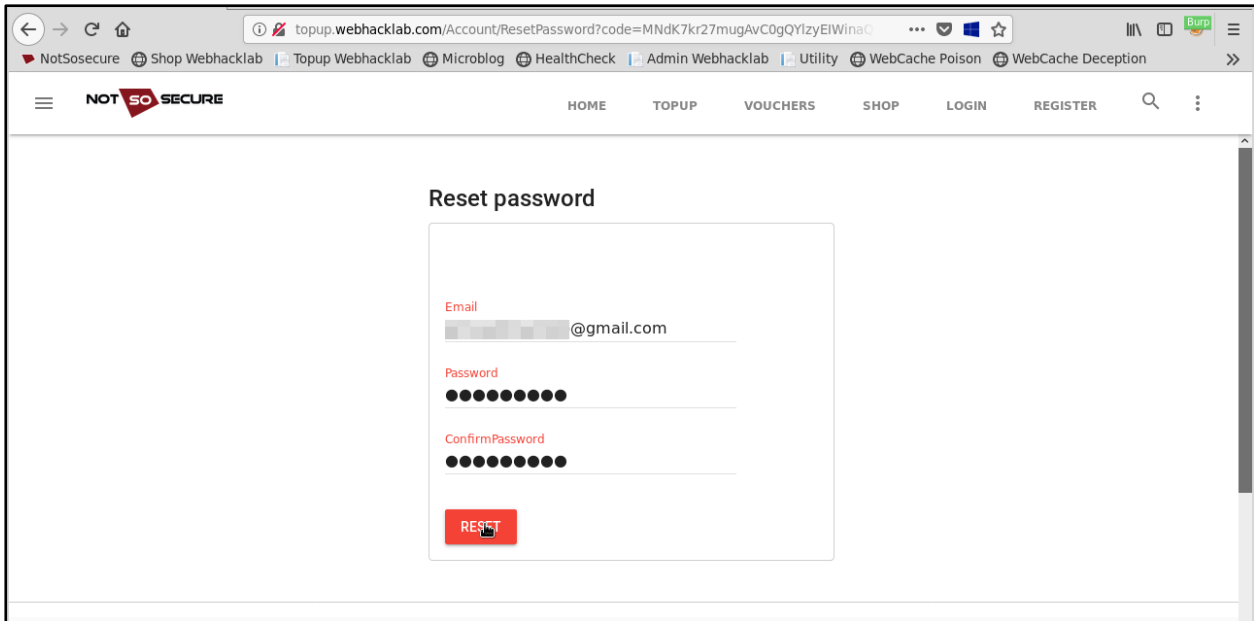 topup.webhacklab.com/Account/ResetPassword?code=MNdK7kr27mugAvC0gQYlzyEIWinaQ
Burp
NotSosecure Shop Webhacklab Topup Webhacklab Microblog HealthCheck Admin Webhacklab Utility WebCache Poison WebCache Deception
NOT SO SECURE HOME TOPUP VOUCHERS SHOP LOGIN REGISTER
Reset password
Email
@gmail.com
Password
ConfirmPassword
RESET